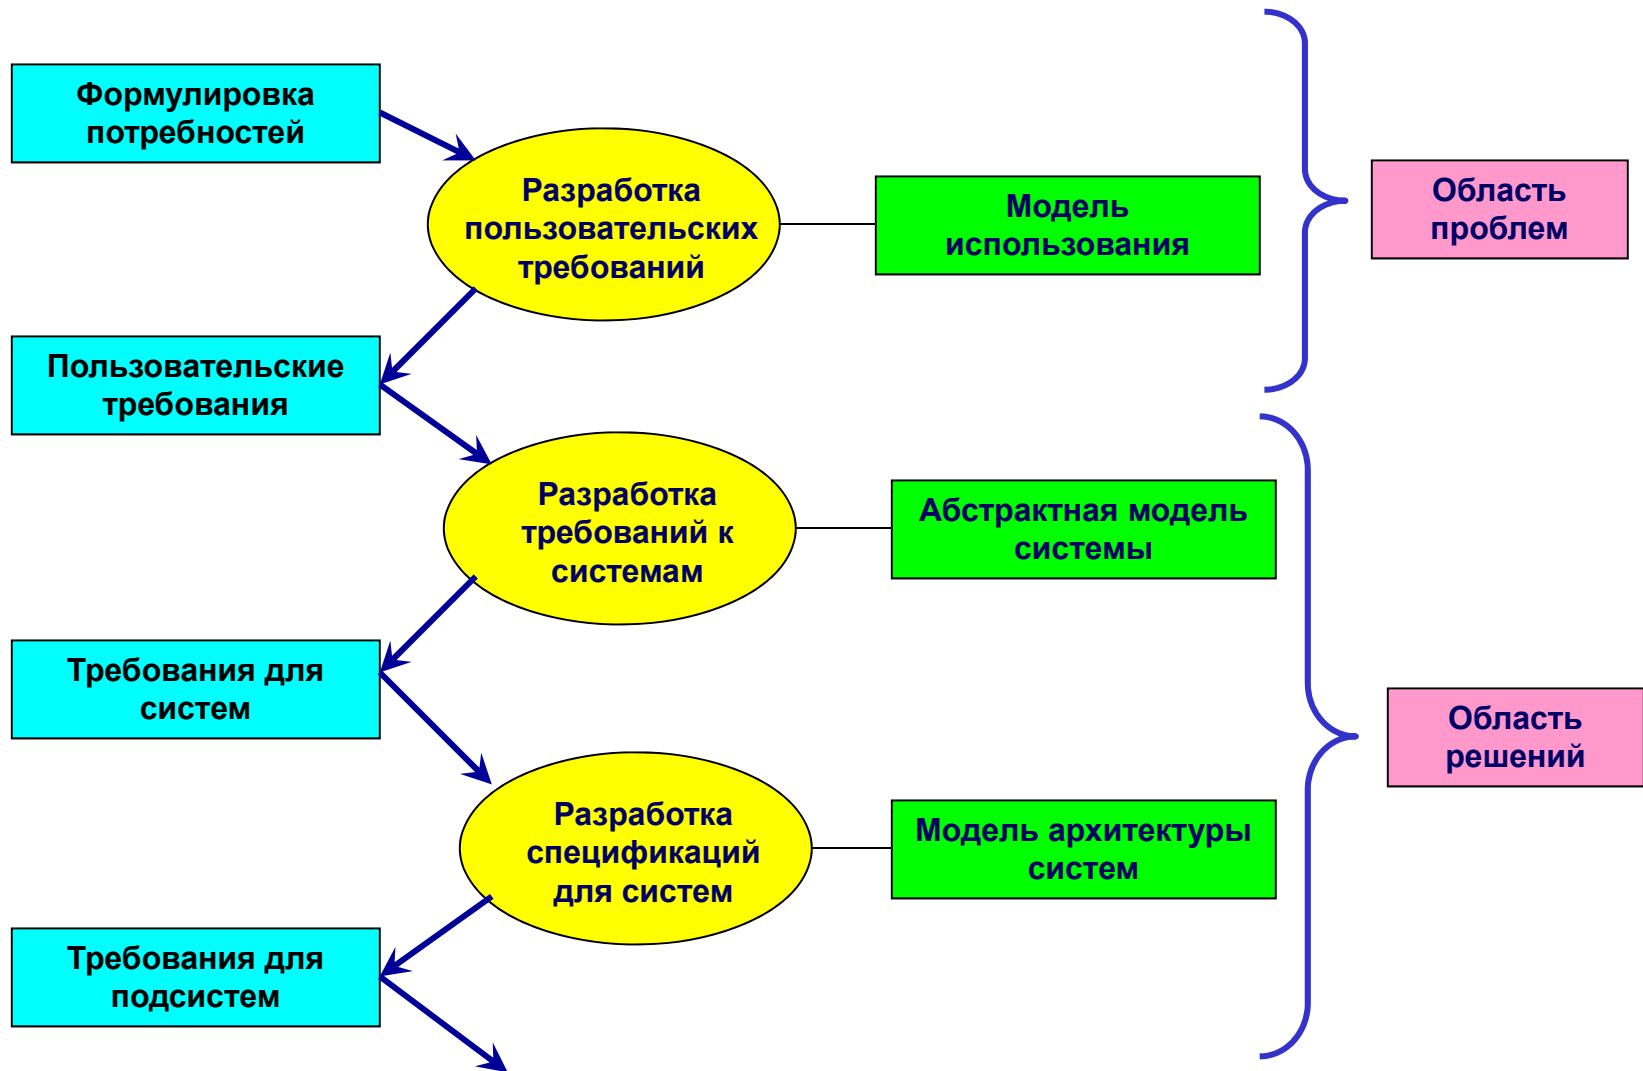 Формулировка
потребностей
Разработка
пользовательских
требований
Модель
использования
Область
проблем
Пользовательские
требования
Разработка
требований к
системам
Абстрактная модель
системы
Требования для
систем
Область
решений
Разработка
спецификаций
для систем
Модель архитектуры
систем
Требования для
подсистем